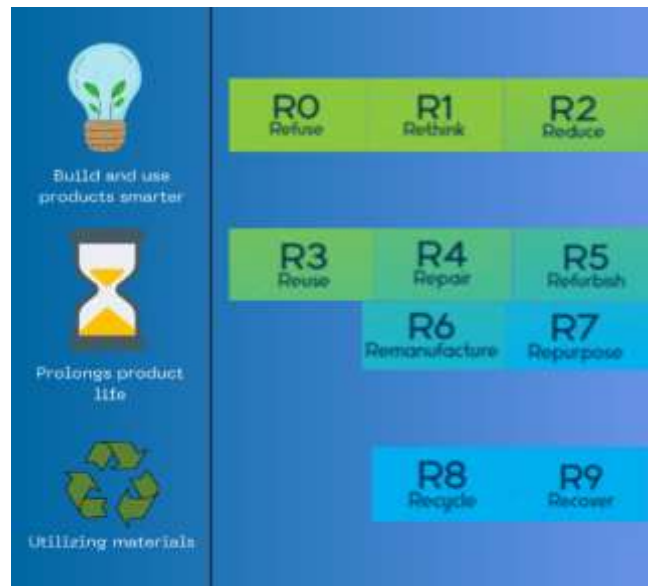 Build and use
products smarter
R0 R1 R2
Refuse Rethink Reduce
Prolongs product
life
R3 R4 R5
Reuse Repair Refurbish
R6 R7
Remanufacture Repurpose
Utilizing materials
R8 R9
Recycle Recover